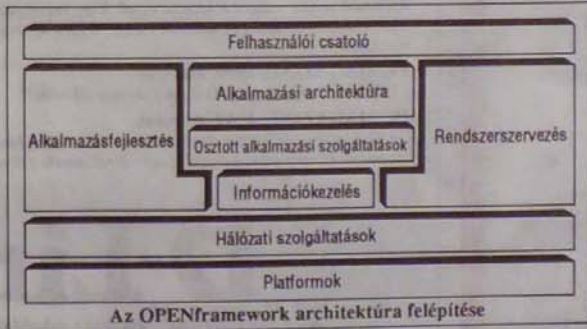 Felhasználói csatoló
Alkalmazásfejlesztés
Alkalmazási architektúra
Osztott alkalmazási szolgáltatások
Információkezelés
Rendszerszervezés
Hálózati szolgáltatások
Platformok
Az OPENframework architektúra felépítése